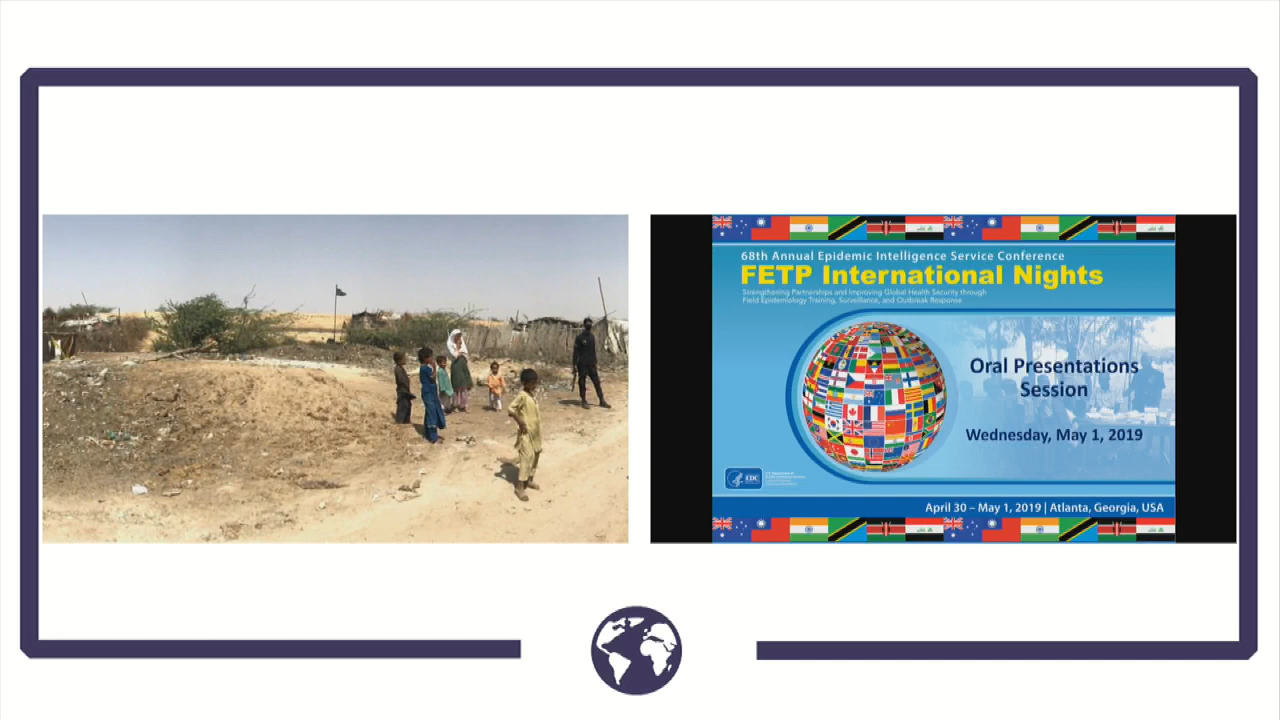 68th Annual Epidemic Intelligence Service Conference
FETP International Nights
Strengthening Partnerships and Improving Global Health Security through
Field Epidemiology Training, Surveillance, and Outbreak Response
Oral Presentations
Session
Wednesday, May 1, 2019
CDC
April 30 – May 1, 2019 | Atlanta, Georgia, USA